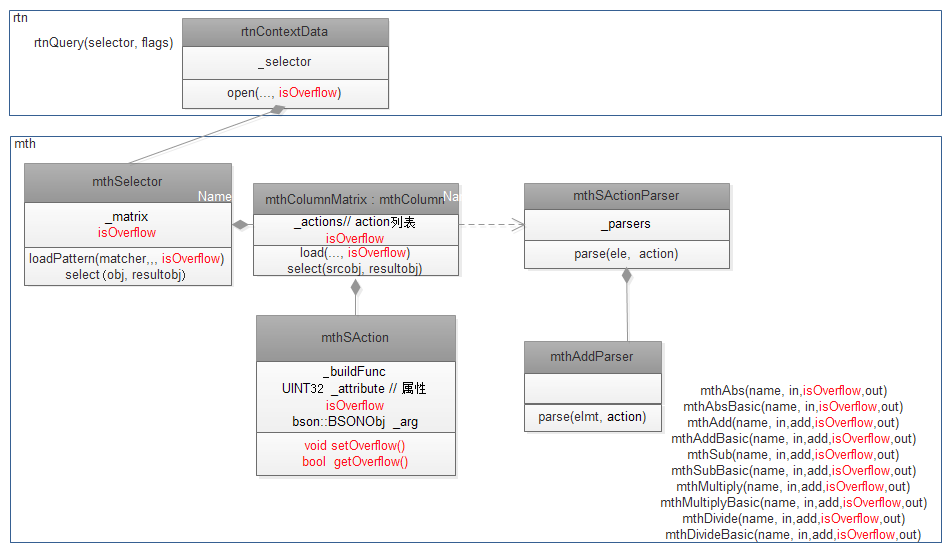 rtn
rtnQuery(selector, flags)
rtnContextData
_selector
open(..., isOverflow)
mth
mthSelector
Name
_matrix
isOverflow
loadPattern(matcher,,, isOverflow)
select (obj, resultobj)
mthColumnMatrix : mthColumn
Na
_actions// action列表
isOverflow
load(..., isOverflow)
select(srcobj, resultobj)
mthSActionParser
_parsers
parse(ele, action)
mthSAction
_buildFunc
UINT32 _attribute // 属性
isOverflow
bson::BSONObj _arg
void setOverflow()
bool getOverflow()
mthAddParser
parse(elmt, action)
mthAbs(name, in,isOverflow,out)
mthAbsBasic(name, in,isOverflow,out)
mthAdd(name, in,add,isOverflow,out)
mthAddBasic(name, in,add,isOverflow,out)
mthSub(name, in,add,isOverflow,out)
mthSubBasic(name, in,add,isOverflow,out)
mthMultiply(name, in,add,isOverflow,out)
mthMultiplyBasic(name, in,add,isOverflow,out)
mthDivide(name, in,add,isOverflow,out)
mthDivideBasic(name, in,add,isOverflow,out)